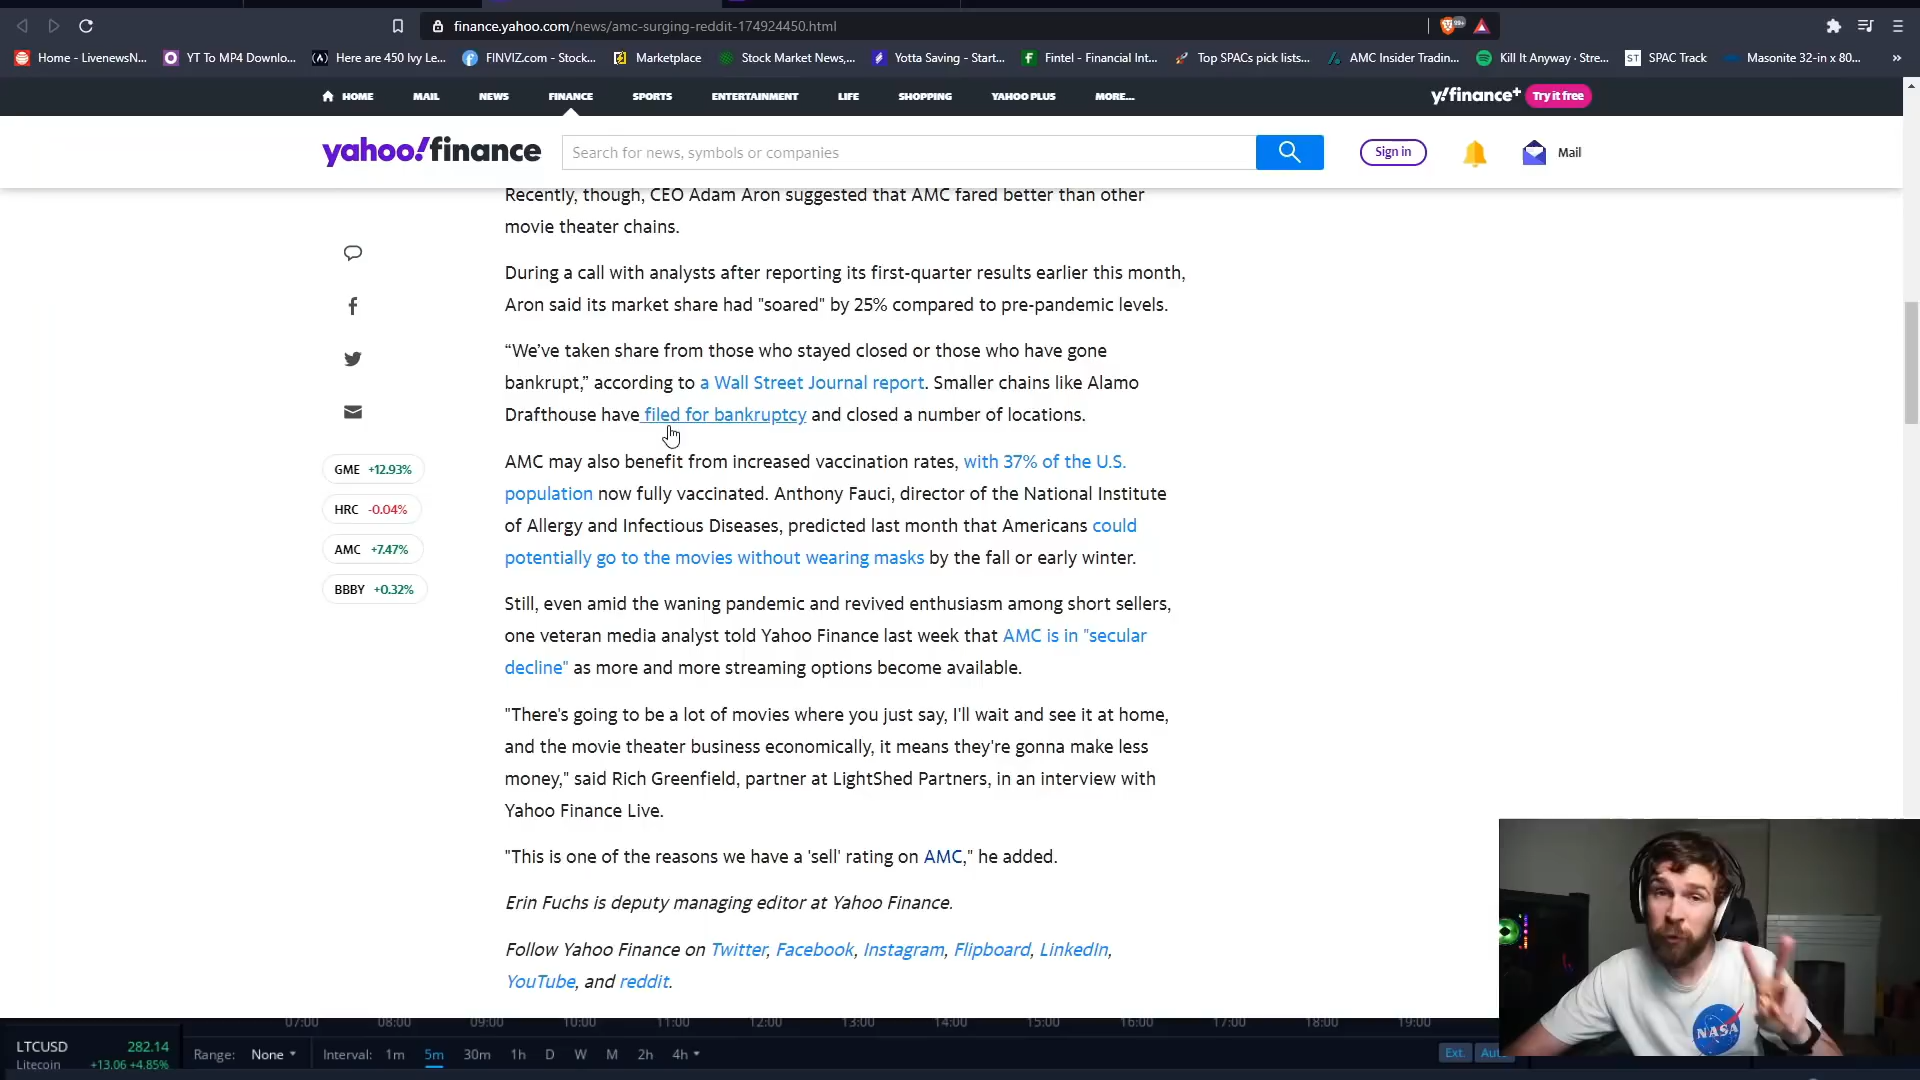 finance.yahoo.com/news/amc-surging-reddit-174924450.html
99+
Home - LivenewsN...
YT To MP4 Downlo...
Here are 450 Ivy Le...
FINVIZ.com - Stock...
Marketplace
Stock Market News,...
Yotta Saving - Start...
Fintel - Financial Int...
Top SPACs pick lists...
AMC Insider Tradin...
Kill It Anyway · Stre...
ST SPAC Track
Masonite 32-in x 80...
»
HOME
MAIL
NEWS
FINANCE
SPORTS
ENTERTAINMENT
LIFE
SHOPPING
YAHOO PLUS
MORE...
y!finance+ Try it free
yahoo!finance
Search for news, symbols or companies
Sign in
Mail
Recently, though, CEO Adam Aron suggested that AMC fared better than other
movie theater chains.
During a call with analysts after reporting its first-quarter results earlier this month,
Aron said its market share had "soared" by 25% compared to pre-pandemic levels.
“We’ve taken share from those who stayed closed or those who have gone
bankrupt,” according to a Wall Street Journal report. Smaller chains like Alamo
Drafthouse have filed for bankruptcy and closed a number of locations.
GME +12.93%
HRC -0.04%
AMC +7.47%
BBBY +0.32%
AMC may also benefit from increased vaccination rates, with 37% of the U.S.
population now fully vaccinated. Anthony Fauci, director of the National Institute
of Allergy and Infectious Diseases, predicted last month that Americans could
potentially go to the movies without wearing masks by the fall or early winter.
Still, even amid the waning pandemic and revived enthusiasm among short sellers,
one veteran media analyst told Yahoo Finance last week that AMC is in "secular
decline" as more and more streaming options become available.
"There's going to be a lot of movies where you just say, I'll wait and see it at home,
and the movie theater business economically, it means they're gonna make less
money," said Rich Greenfield, partner at LightShed Partners, in an interview with
Yahoo Finance Live.
"This is one of the reasons we have a 'sell' rating on AMC," he added.
Erin Fuchs is deputy managing editor at Yahoo Finance.
Follow Yahoo Finance on Twitter, Facebook, Instagram, Flipboard, LinkedIn,
YouTube, and reddit.
NASA
07:00 08:00 09:00 10:00 11:00 12:00 13:00 14:00 15:00 16:00 17:00 18:00 19:00
LTCUSD 282.14
Litecoin +13.06 +4.85%
Range: None
Interval: 1m 5m 30m 1h D W M 2h 4h
Ext. Auto